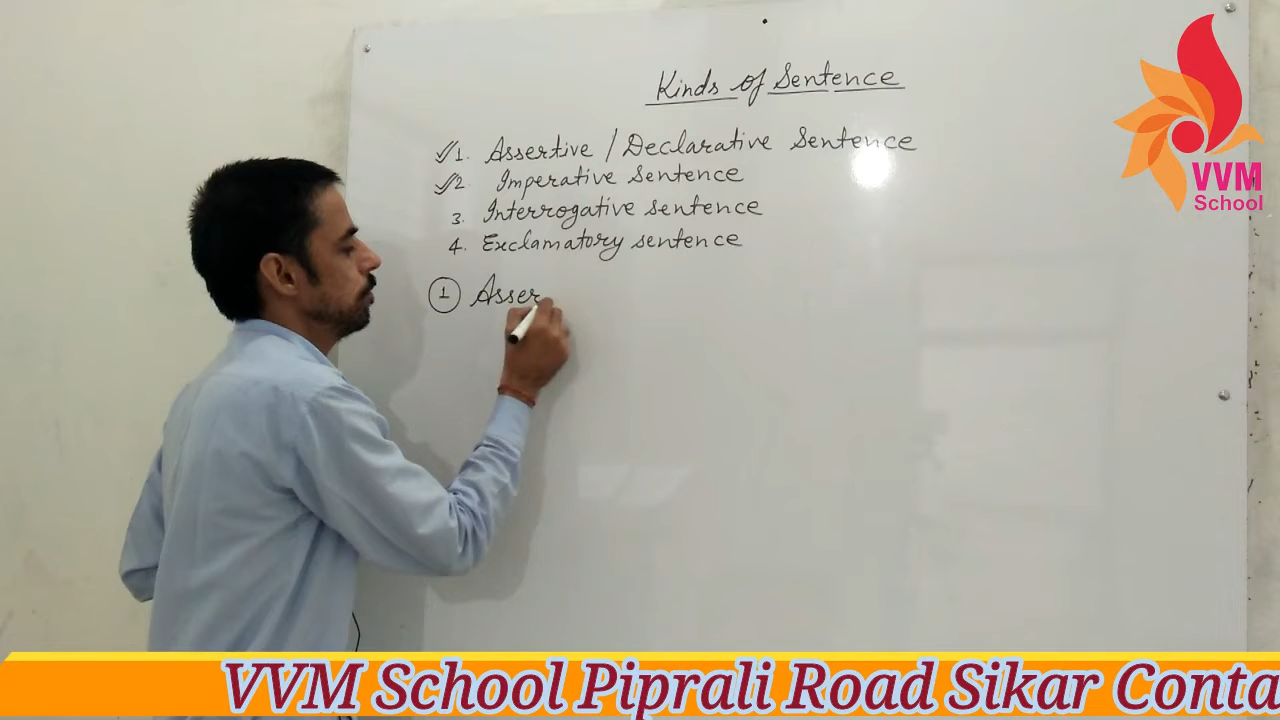 Kinds of Sentence
1. Assertive / Declarative Sentence
2. Imperative Sentence
3. Interrogative sentence
4. Exclamatory sentence
1 Asser
VVM
School
VVM School Piprali Road Sikar Conta